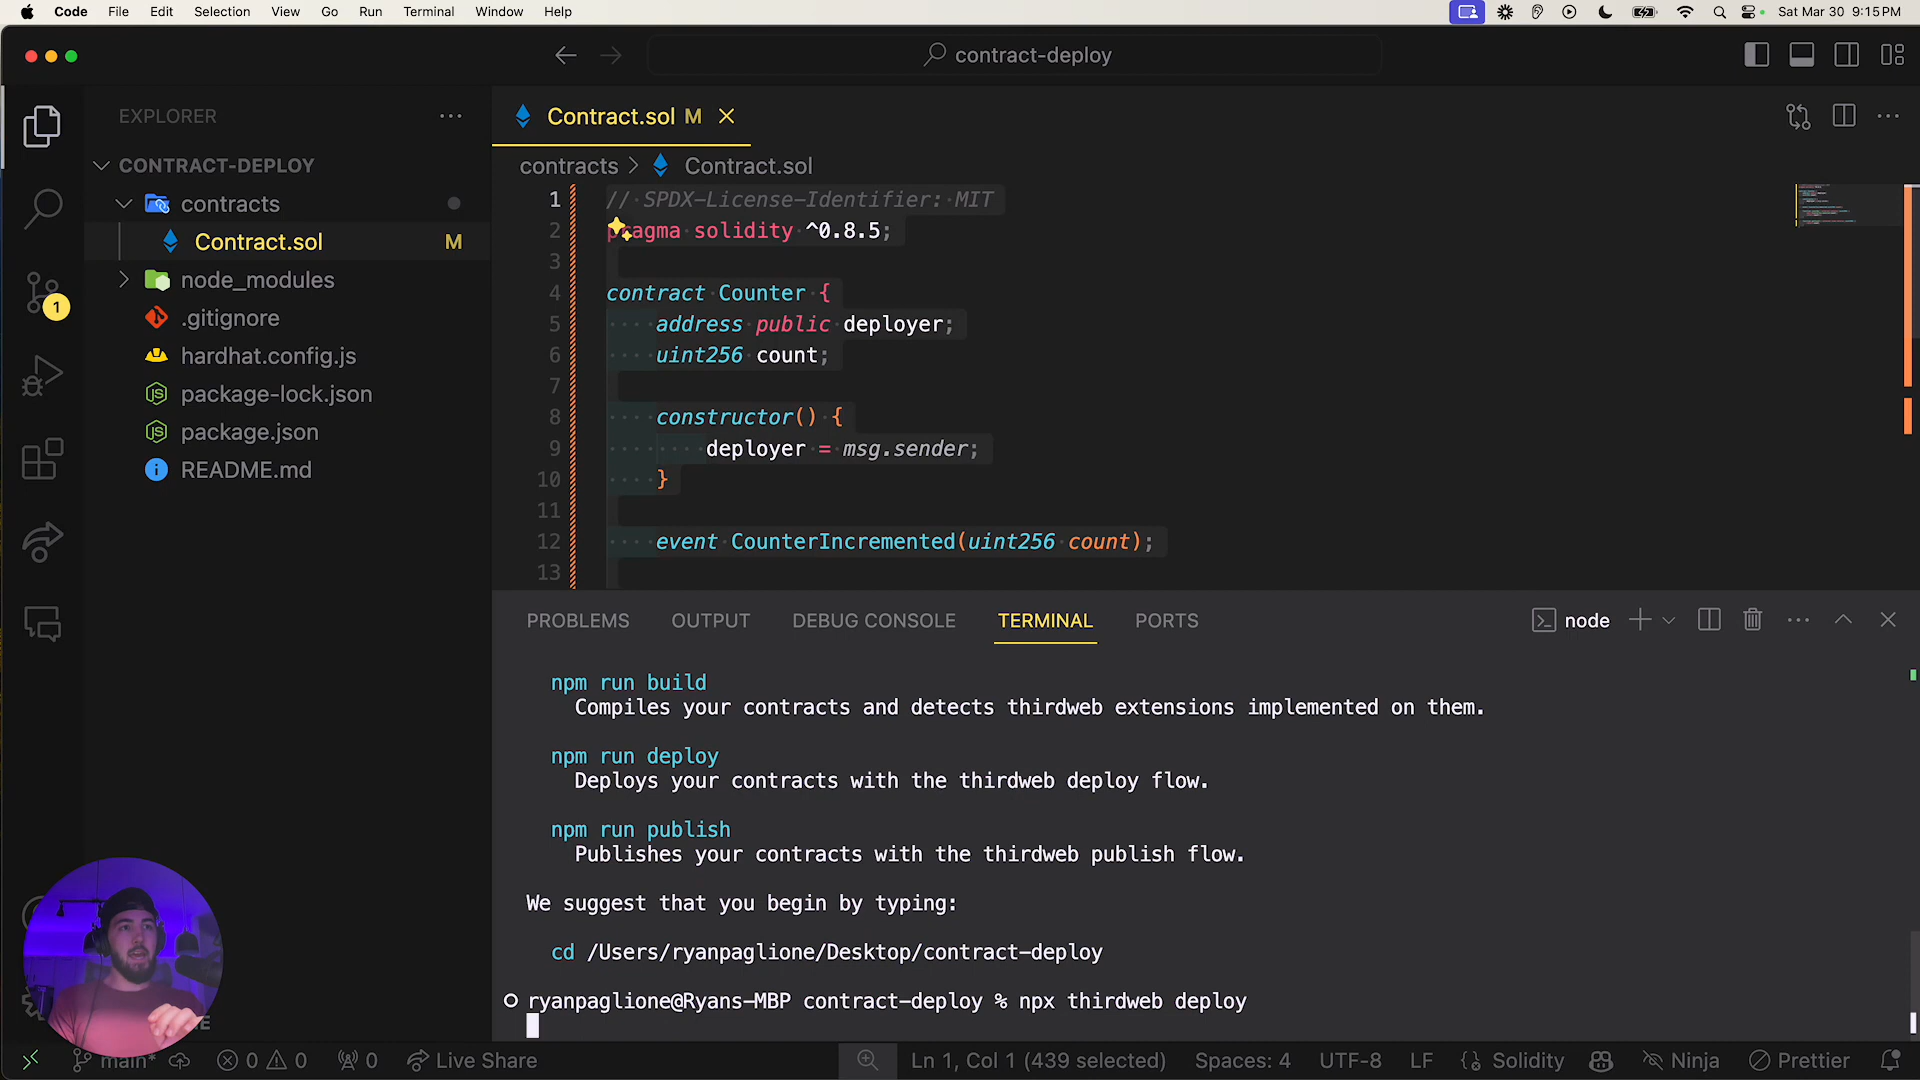 Code File Edit Selection View Go Run Terminal Window Help Sat Mar 30 9:15 PM
contract-deploy
EXPLORER
CONTRACT-DEPLOY
contracts
Contract.sol M
node_modules
.gitignore
hardhat.config.js
package-lock.json
package.json
README.md
1
Contract.sol M
contracts > Contract.sol
1 // SPDX-License-Identifier: MIT
2 pragma solidity ^0.8.5;
3
4 contract Counter {
5 address public deployer;
6 uint256 count;
7
8 constructor() {
9 deployer = msg.sender;
10 }
11
12 event CounterIncremented(uint256 count);
13
PROBLEMS OUTPUT DEBUG CONSOLE TERMINAL PORTS node
npm run build
Compiles your contracts and detects thirdweb extensions implemented on them.
npm run deploy
Deploys your contracts with the thirdweb deploy flow.
npm run publish
Publishes your contracts with the thirdweb publish flow.
We suggest that you begin by typing:
cd /Users/ryanpaglione/Desktop/contract-deploy
ryanpaglione@Ryans-MBP contract-deploy % npx thirdweb deploy
main* 0 0 0 Live Share Ln 1, Col 1 (439 selected) Spaces: 4 UTF-8 LF Solidity Ninja Prettier